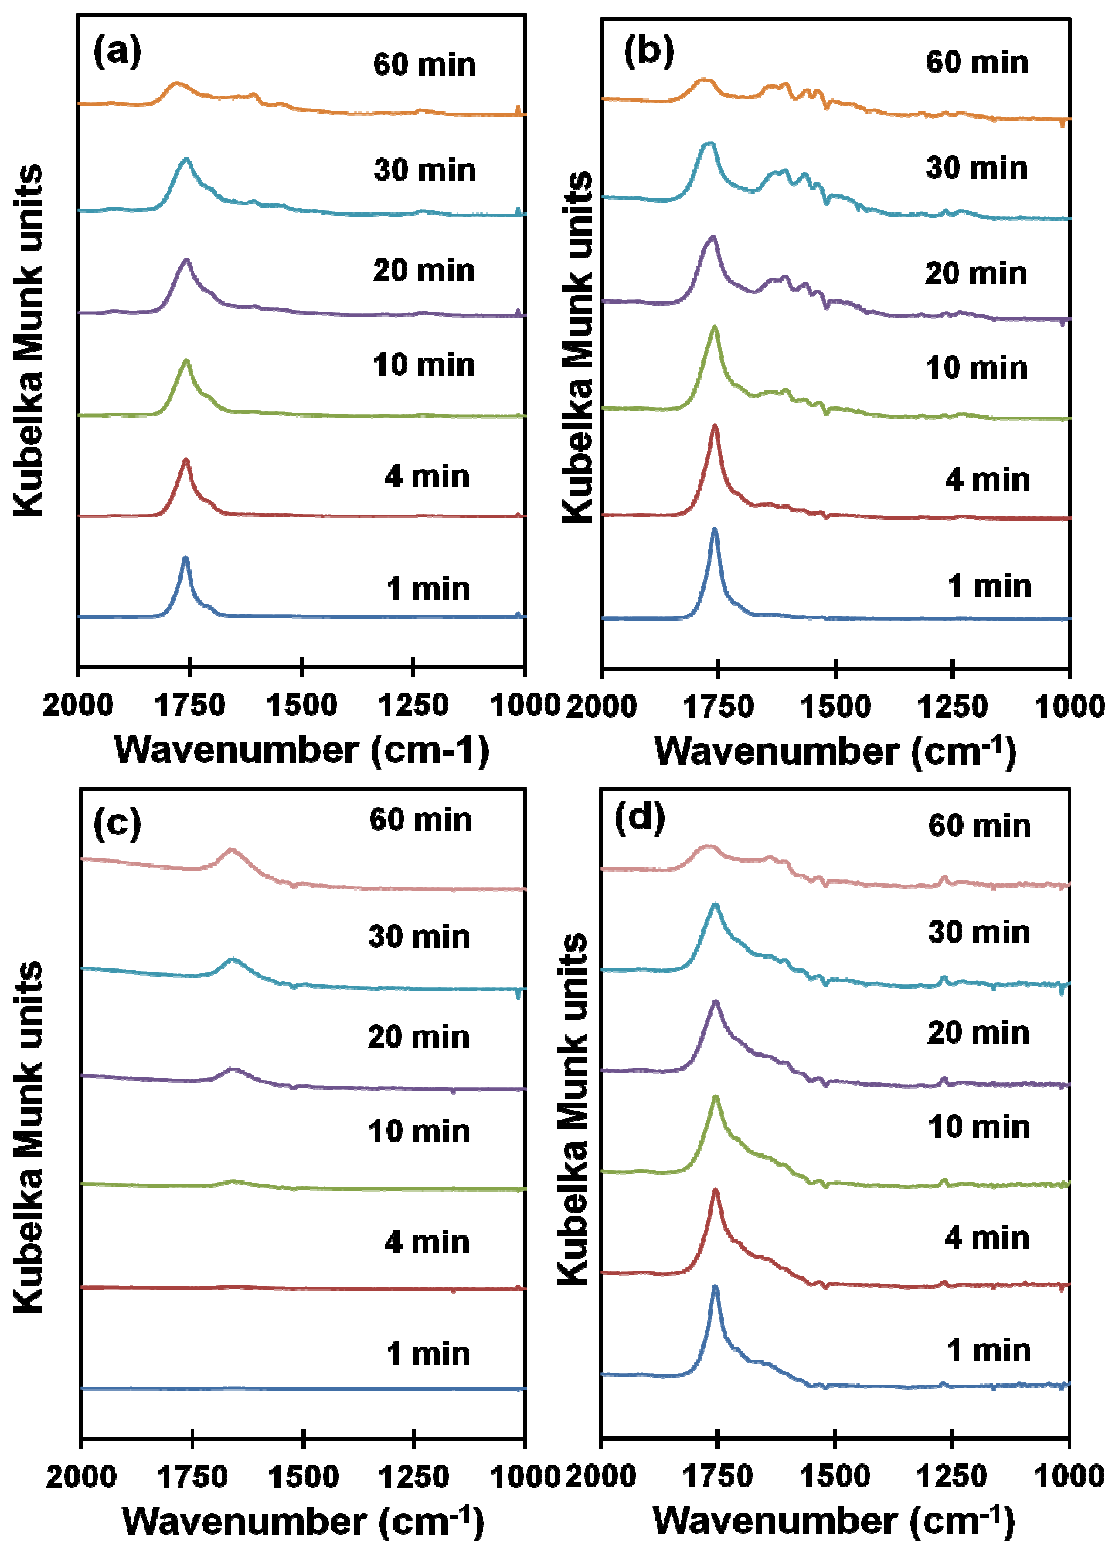 (a)
60 min
30 min
20 min
10 min
4 min
1 min
Kubelka Munk units
2000 1750 1500 1250 1000
Wavenumber (cm-1)
(b)
60 min
30 min
20 min
10 min
4 min
1 min
Kubelka Munk units
2000 1750 1500 1250 1000
Wavenumber (cm⁻¹)
(c)
60 min
30 min
20 min
10 min
4 min
1 min
Kubelka Munk units
2000 1750 1500 1250 1000
Wavenumber (cm⁻¹)
(d)
60 min
30 min
20 min
10 min
4 min
1 min
Kubelka Munk units
2000 1750 1500 1250 1000
Wavenumber (cm⁻¹)